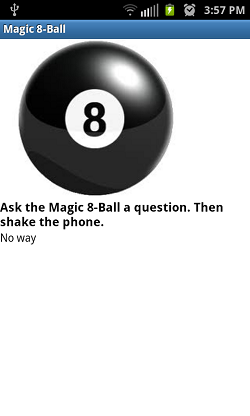 3:57 PM
Magic 8-Ball
8
Ask the Magic 8-Ball a question. Then
shake the phone.
No way